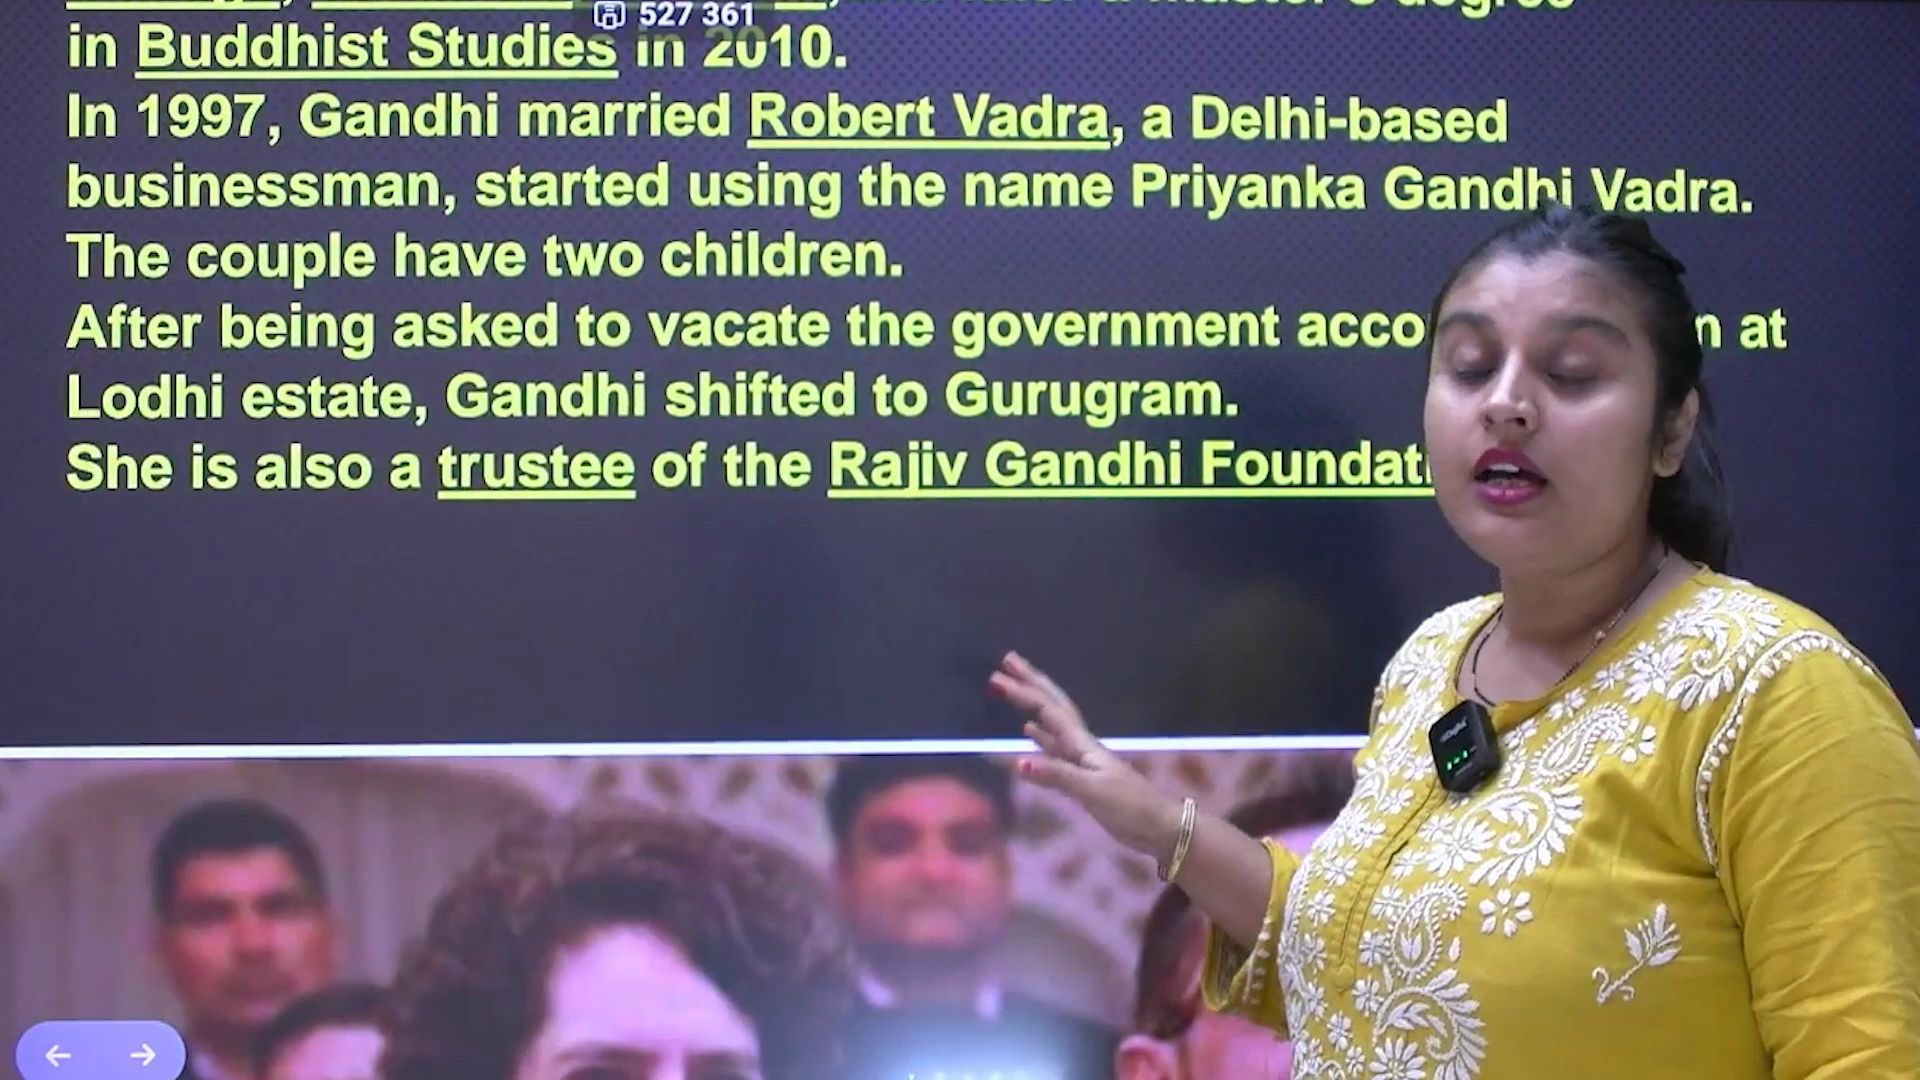 527 361
in Buddhist Studies in 2010.
In 1997, Gandhi married Robert Vadra, a Delhi-based
businessman, started using the name Priyanka Gandhi Vadra.
The couple have two children.
After being asked to vacate the government at
Lodhi estate, Gandhi shifted to Gurugram.
She is also a trustee of the Rajiv Gandhi